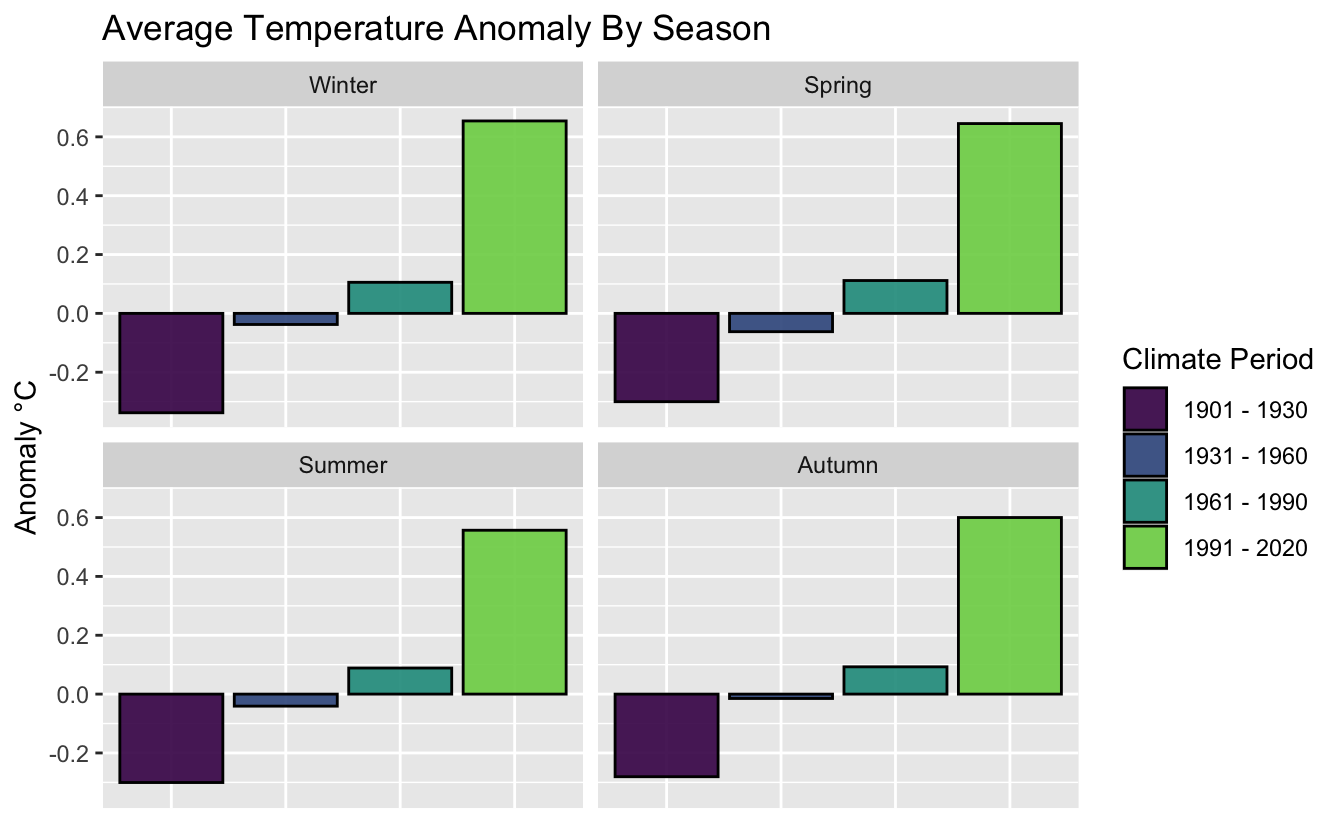 Average Temperature Anomaly By Season
Winter
Spring
0.6
0.4
0.2
0.0
-0.2
Summer
Autumn
0.6
0.4
0.2
0.0
-0.2
Anomaly °C
Climate Period
1901 - 1930
1931 - 1960
1961 - 1990
1991 - 2020